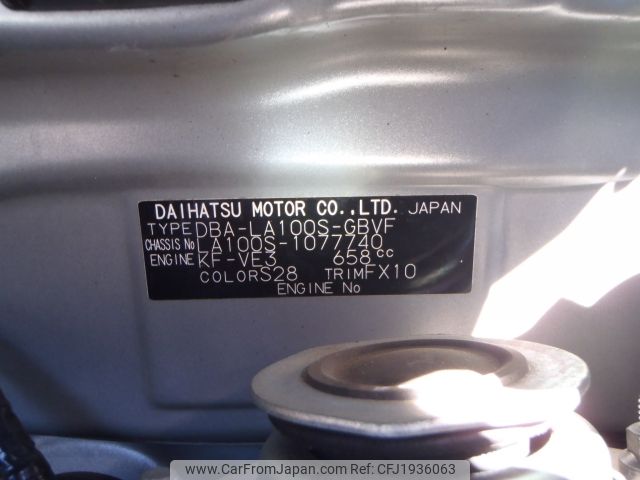 DAIHATSU MOTOR CO.,LTD. JAPAN
TYPE DBA-LA100S-GBVF
CHASSIS No LA100S-1077740
ENGINE KF-VE3 658cc
COLOR S28 TRIM FX10
ENGINE No
www.CarFromJapan.com | Ref: CFJ1936063